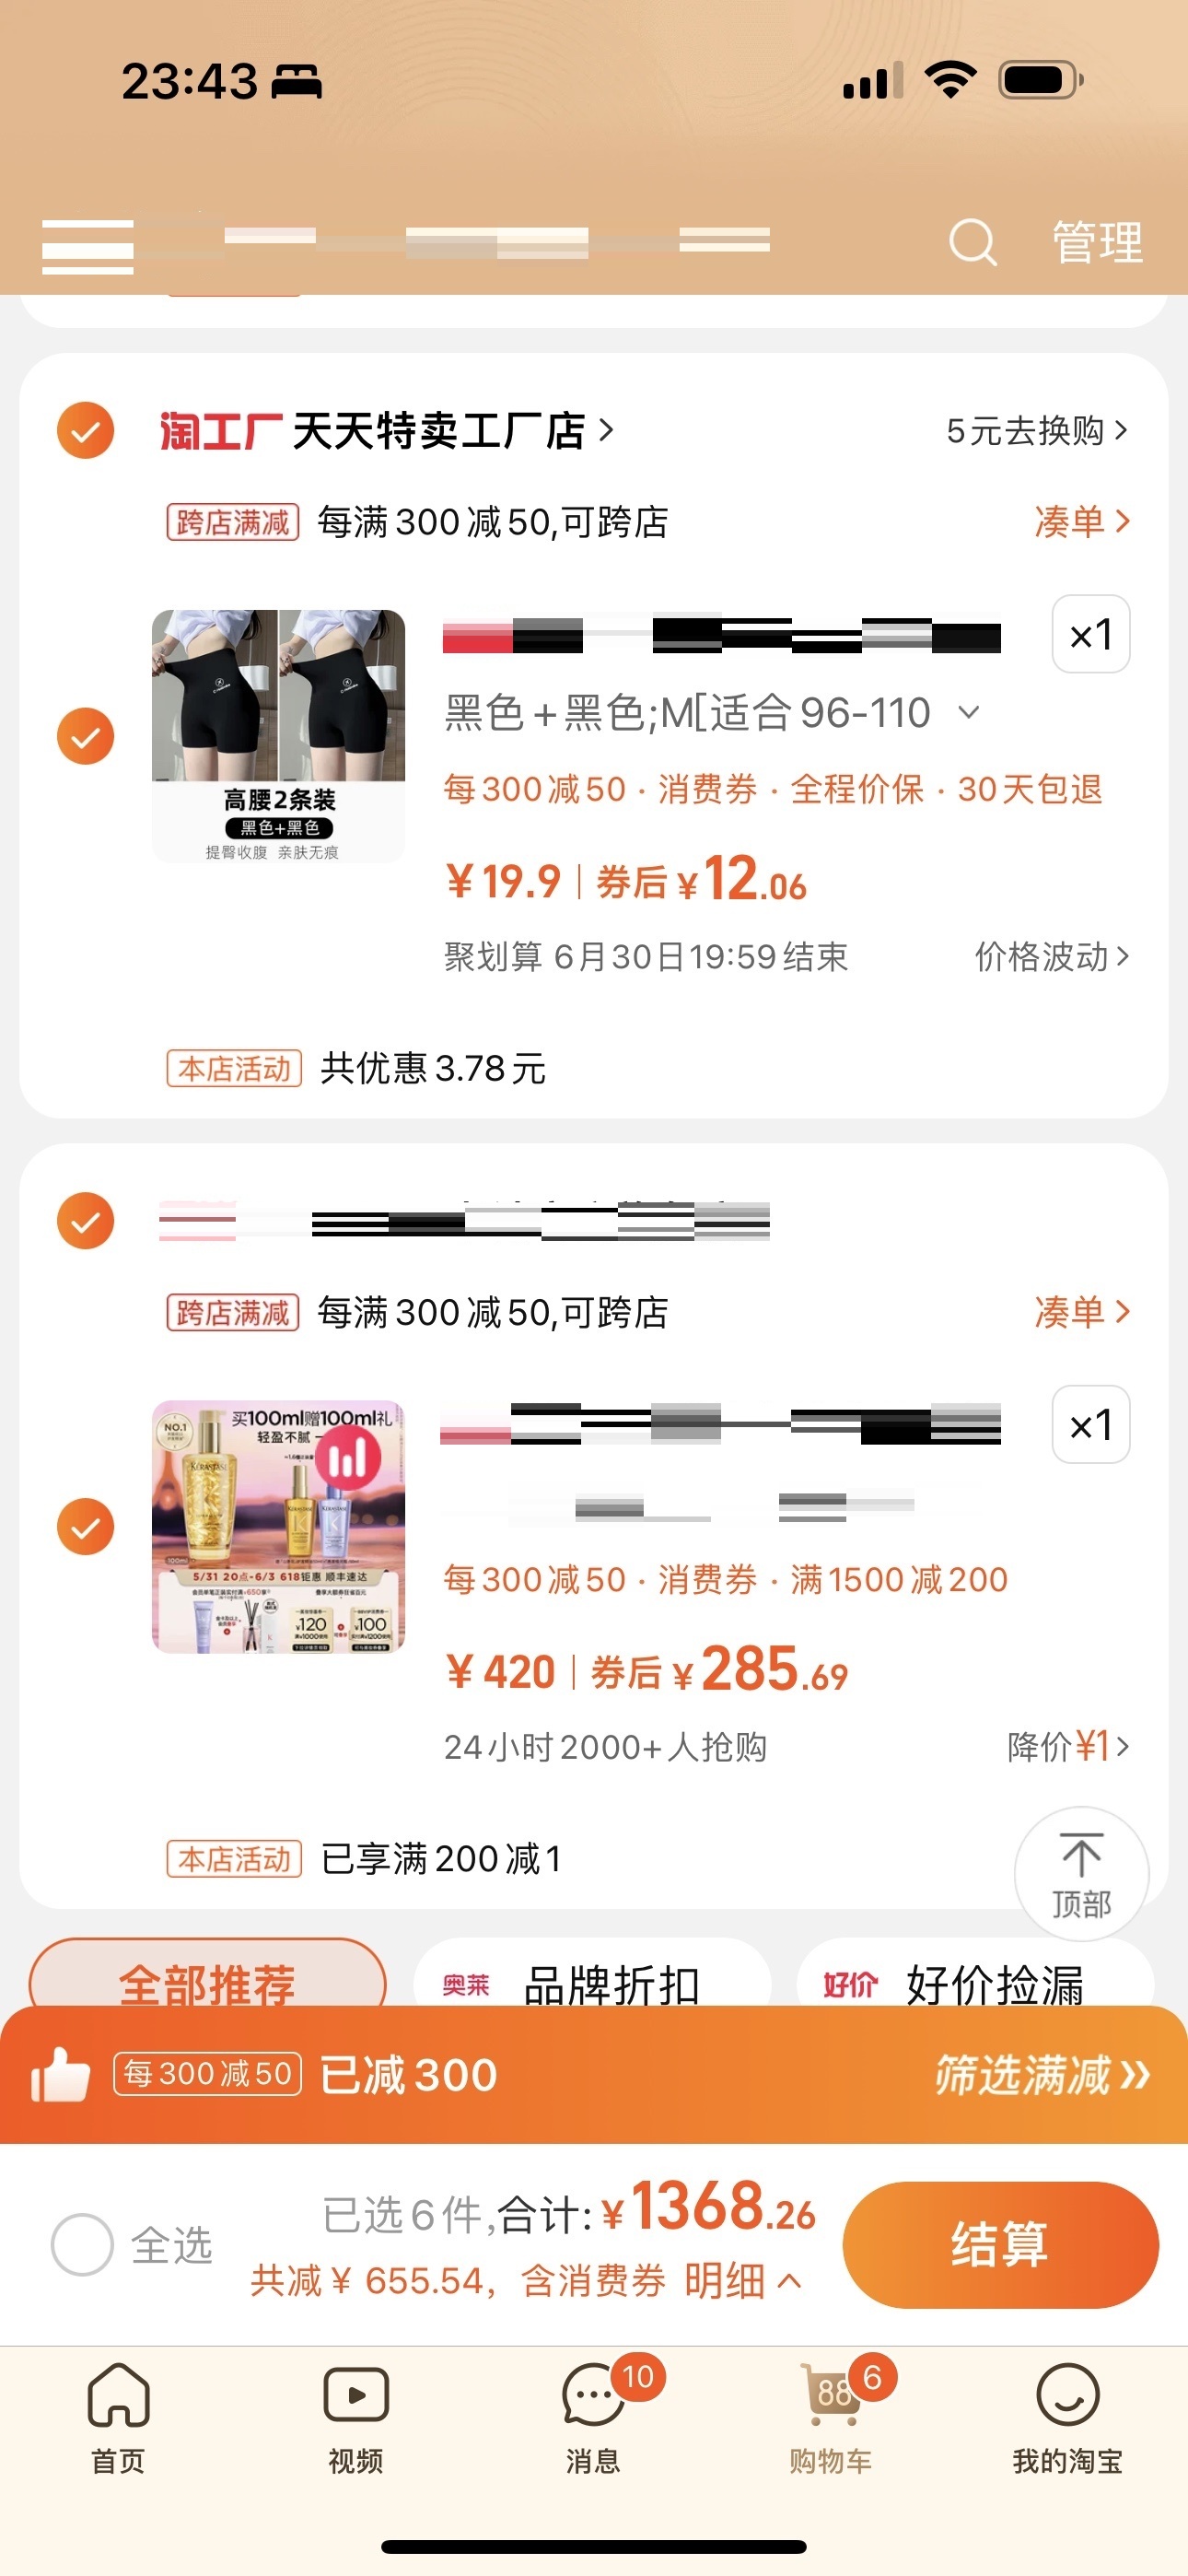 23:43
管理
淘工厂 天天特卖工厂店 >
5元去换购 >
跨店满减 每满300减50,可跨店
凑单 >
×1
黑色+黑色;M[适合96-110
每300减50 · 消费券 · 全程价保 · 30天包退
¥19.9 | 券后 ¥12.06
聚划算 6月30日19:59结束
价格波动 >
高腰2条装
黑色+黑色
提臀收腹 亲肤无痕
本店活动 共优惠3.78元
跨店满减 每满300减50,可跨店
凑单 >
×1
NO.1
买100ml赠100ml礼
轻盈不腻
KÉRASTASE
100ml
5/31 20点-6/3 618钜惠 顺丰速达
¥120
¥100
每300减50 · 消费券 · 满1500减200
¥420 | 券后 ¥285.69
24小时2000+人抢购
降价¥1 >
本店活动 已享满200减1
顶部
全部推荐
奥莱 品牌折扣
好价 好价捡漏
每300减50 已减300
筛选满减 »
全选
已选6件,合计:¥1368.26
共减¥ 655.54, 含消费券 明细
结算
10
88
6
首页
视频
消息
购物车
我的淘宝